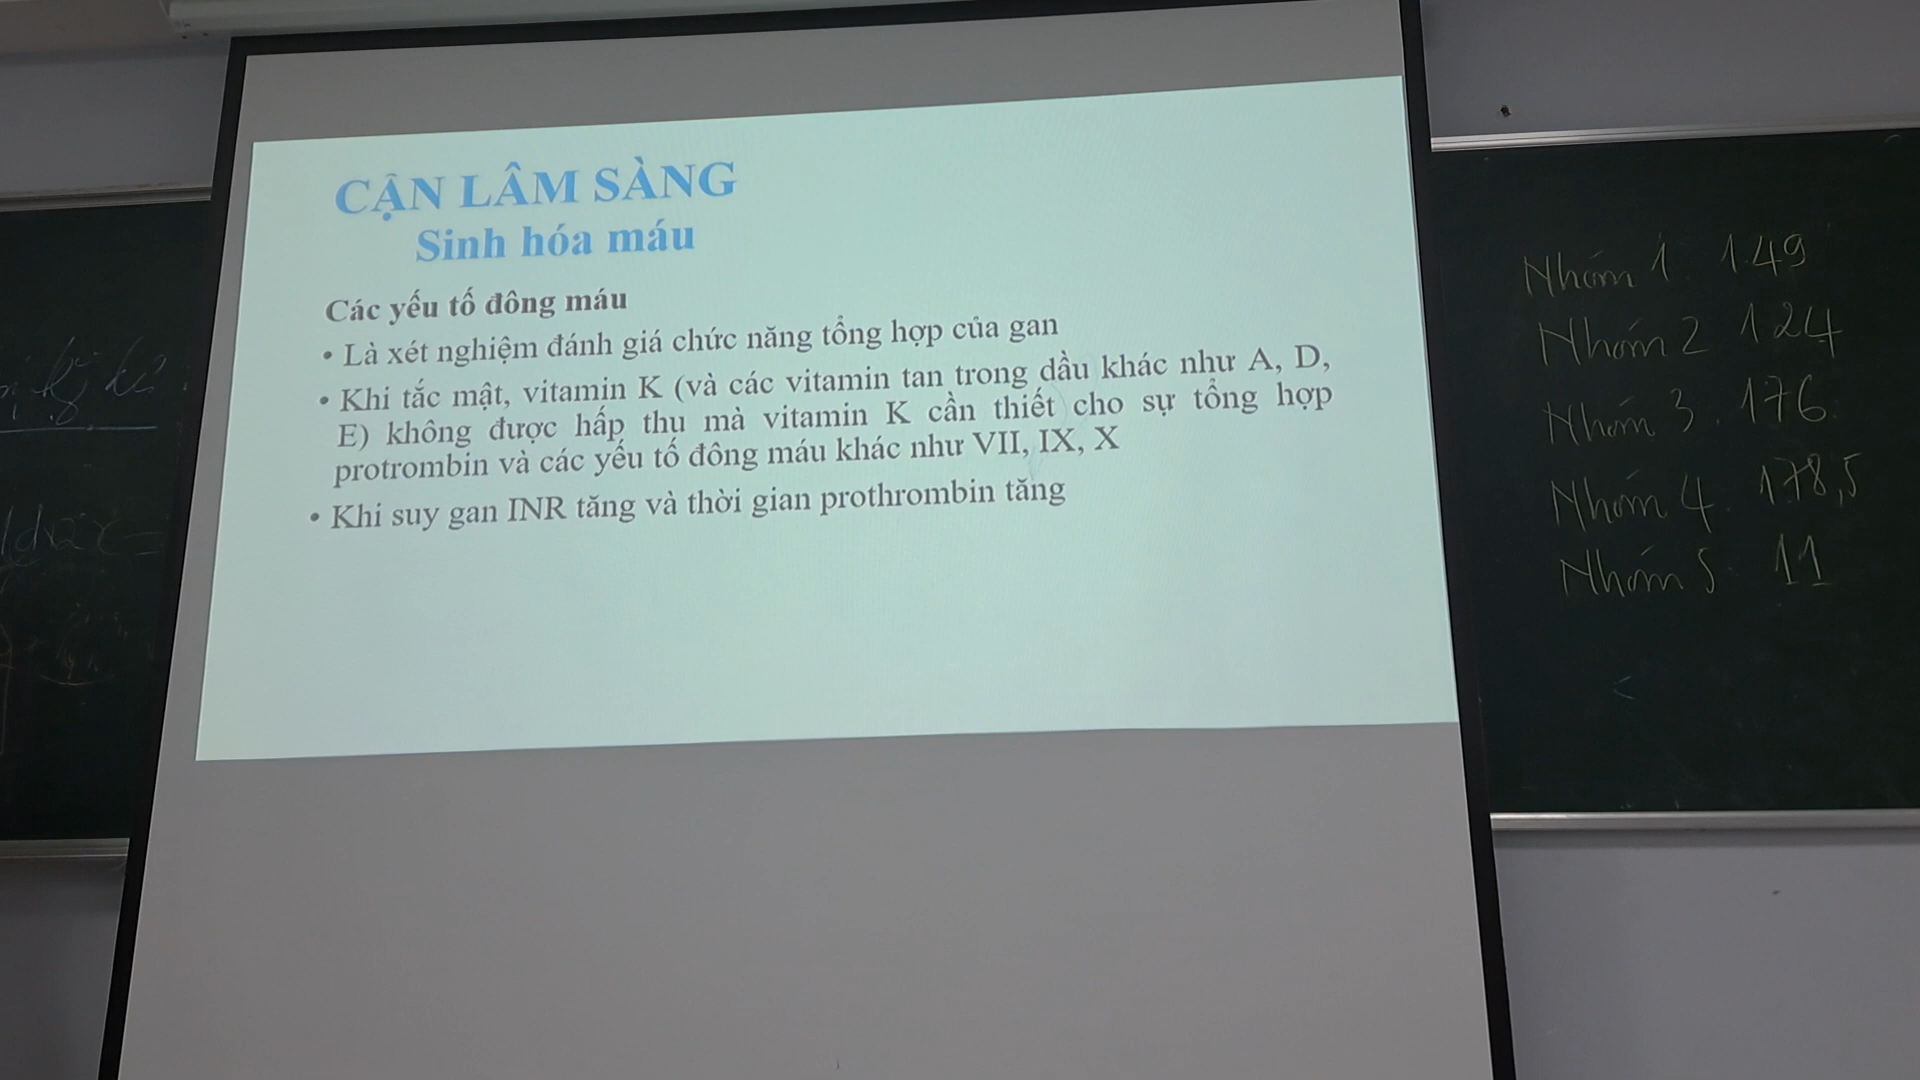 CẬN LÂM SÀNG
Sinh hóa máu
Các yếu tố đông máu
• Là xét nghiệm đánh giá chức năng tổng hợp của gan
• Khi tắc mật, vitamin K (và các vitamin tan trong dầu khác như A, D,
E) không được hấp thu mà vitamin K cần thiết cho sự tổng hợp
protrombin và các yếu tố đông máu khác như VII, IX, X
• Khi suy gan INR tăng và thời gian prothrombin tăng
Nhóm 1 149
Nhóm 2 124
Nhóm 3. 176
Nhóm 4. 178,5
Nhóm 5 11